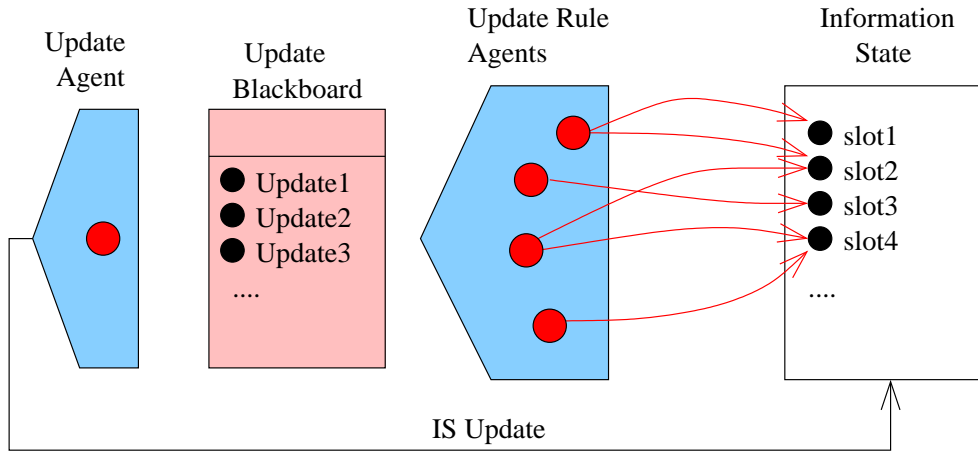 Update
Agent
Update
Blackboard
Update Rule
Agents
Information
State
Update1
Update2
Update3
....
slot1
slot2
slot3
slot4
....
IS Update